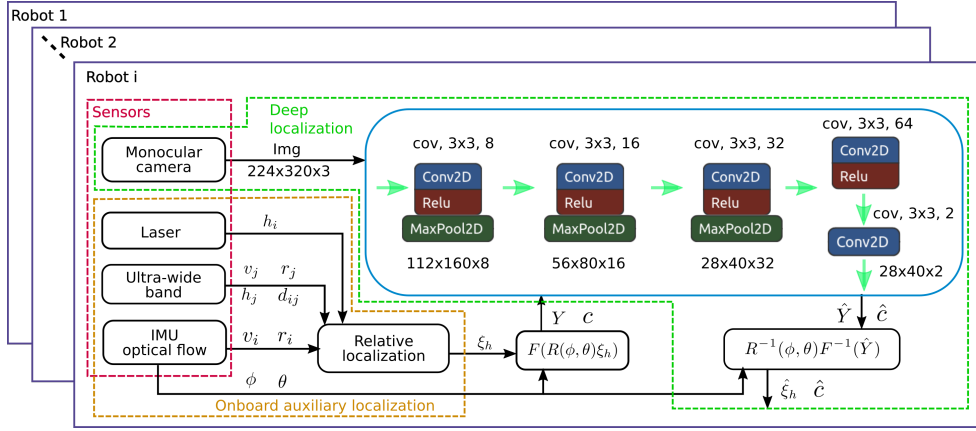 Robot 1
Robot 2
Robot i
Sensors
Deep
localization
Monocular
camera
Img
224x320x3
cov, 3x3, 8
Conv2D
Relu
MaxPool2D
112x160x8
cov, 3x3, 16
Conv2D
Relu
MaxPool2D
56x80x16
cov, 3x3, 32
Conv2D
Relu
MaxPool2D
28x40x32
cov, 3x3, 64
Conv2D
Relu
cov, 3x3, 2
Conv2D
28x40x2
Laser
h_i
Ultra-wide
band
v_j r_j
h_j d_{ij}
IMU
optical flow
v_i r_i
Relative
localization
ξ_h
Y c
F(R(ϕ,θ)ξ_h)
Ŷ ĉ
R^{-1}(ϕ,θ)F^{-1}(Ŷ)
ϕ θ
ξ̂_h ĉ
Onboard auxiliary localization